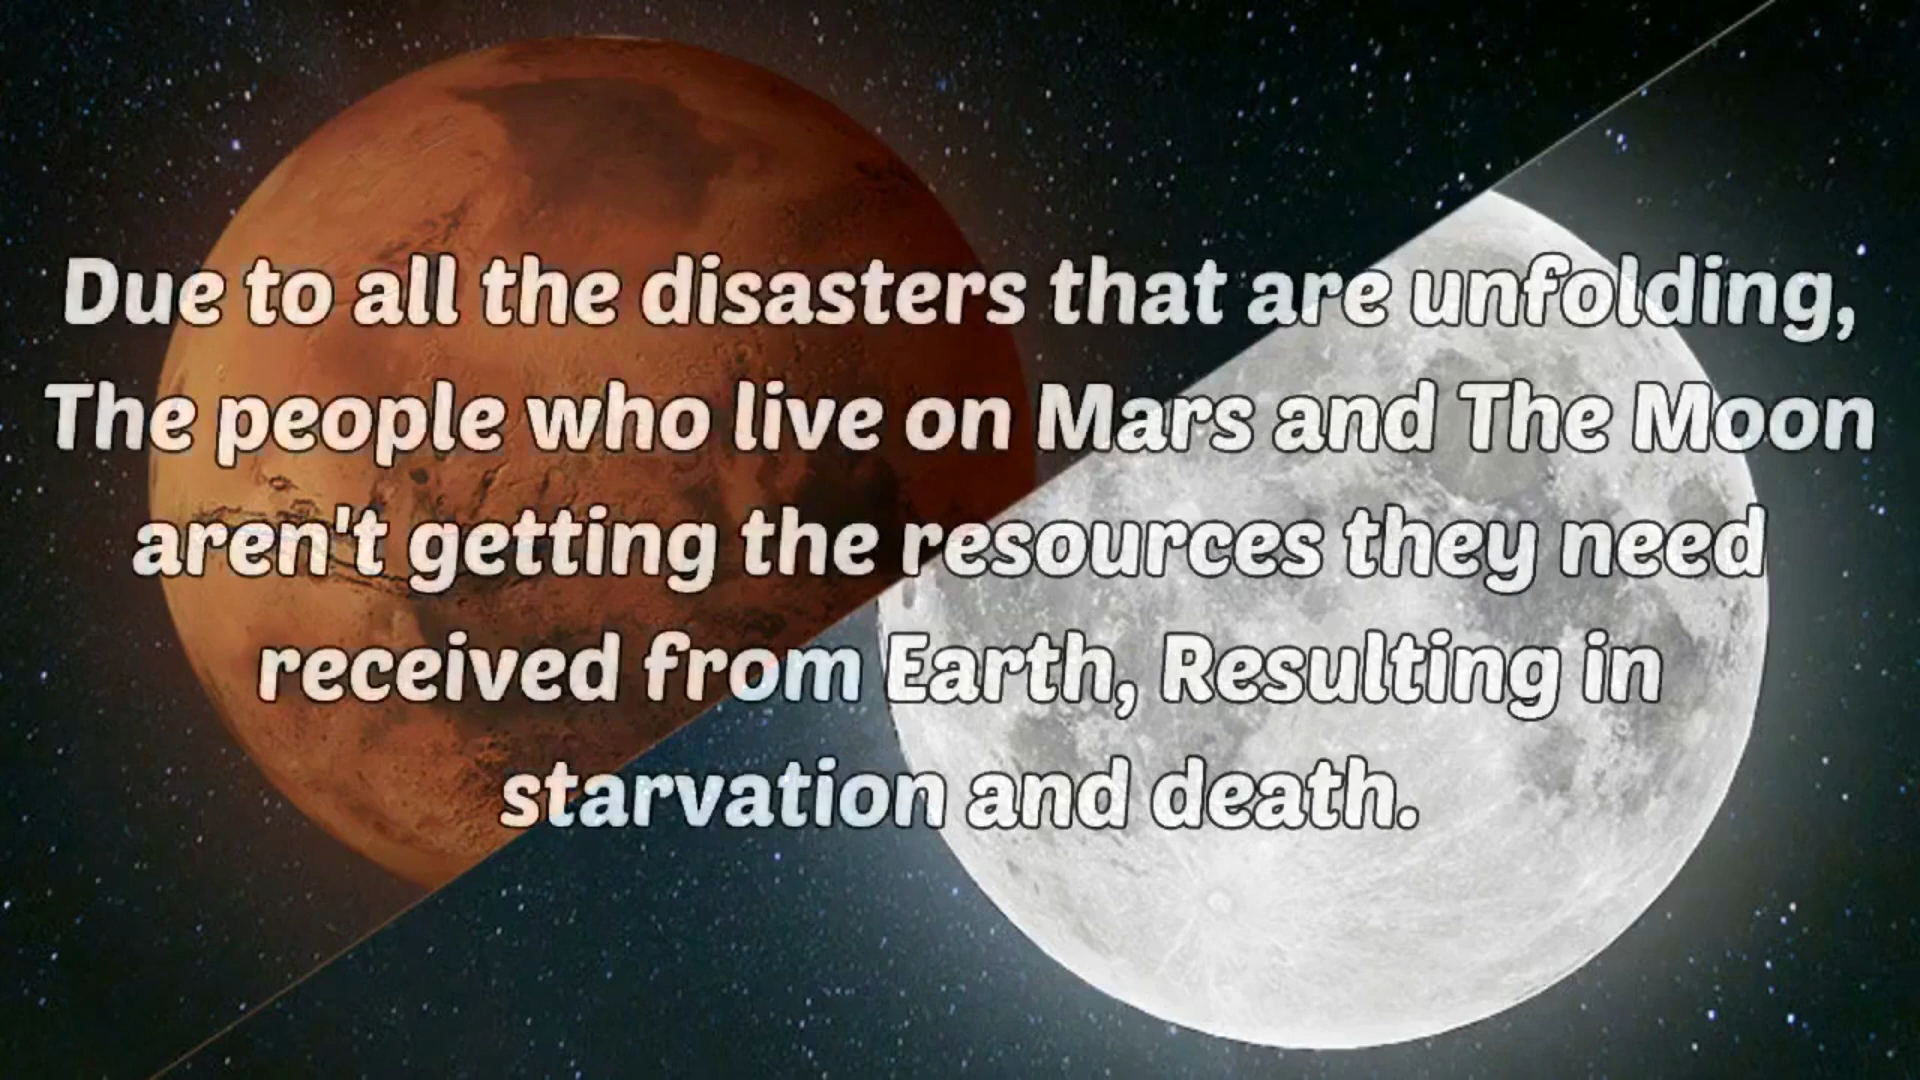 Due to all the disasters that are unfolding,
The people who live on Mars and The Moon
aren't getting the resources they need
received from Earth, Resulting in
starvation and death.